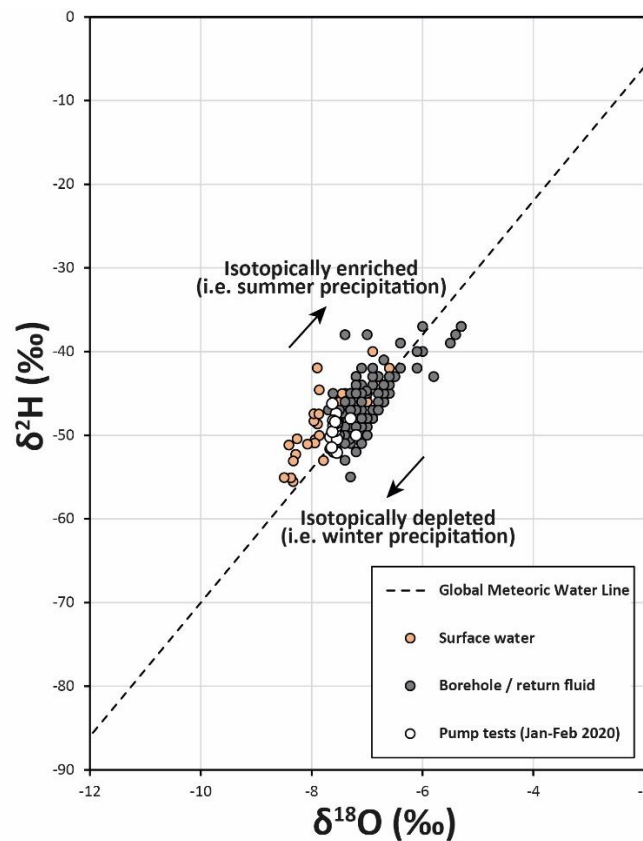 0
-10
-20
-30
-40
-50
-60
-70
-80
-90
δ²H (‰)
Isotopically enriched
(i.e. summer precipitation)
Isotopically depleted
(i.e. winter precipitation)
Global Meteoric Water Line
Surface water
Borehole / return fluid
Pump tests (Jan-Feb 2020)
-12
-10
-8
-6
-4
δ¹⁸O (‰)